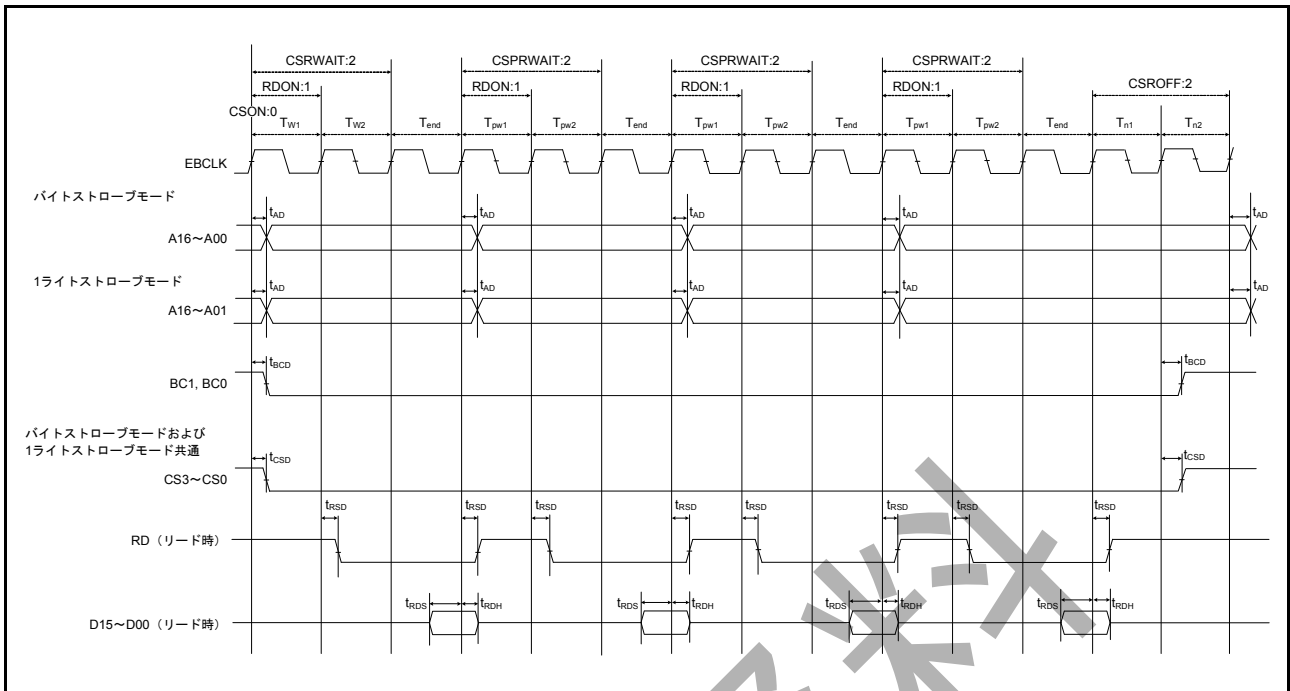 CSRWAIT:2 CSPRWAIT:2 CSPRWAIT:2 CSPRWAIT:2
RDON:1 RDON:1 RDON:1 RDON:1 CSROFF:2
CSON:0
TW1 TW2 Tend Tpw1 Tpw2 Tend Tpw1 Tpw2 Tend Tpw1 Tpw2 Tend Tn1 Tn2
EBCLK
バイトストローブモード
tAD tAD tAD tAD tAD
A16～A00
1ライトストローブモード
tAD tAD tAD tAD tAD
A16～A01
tBCD tBCD
BC1, BC0
バイトストローブモードおよび
1ライトストローブモード共通
tCSD tCSD
CS3～CS0
tRSD tRSD tRSD tRSD tRSD tRSD tRSD tRSD
RD（リード時）
tRDS tRDH tRDS tRDH tRDS tRDH tRDS tRDH
D15～D00（リード時）
料